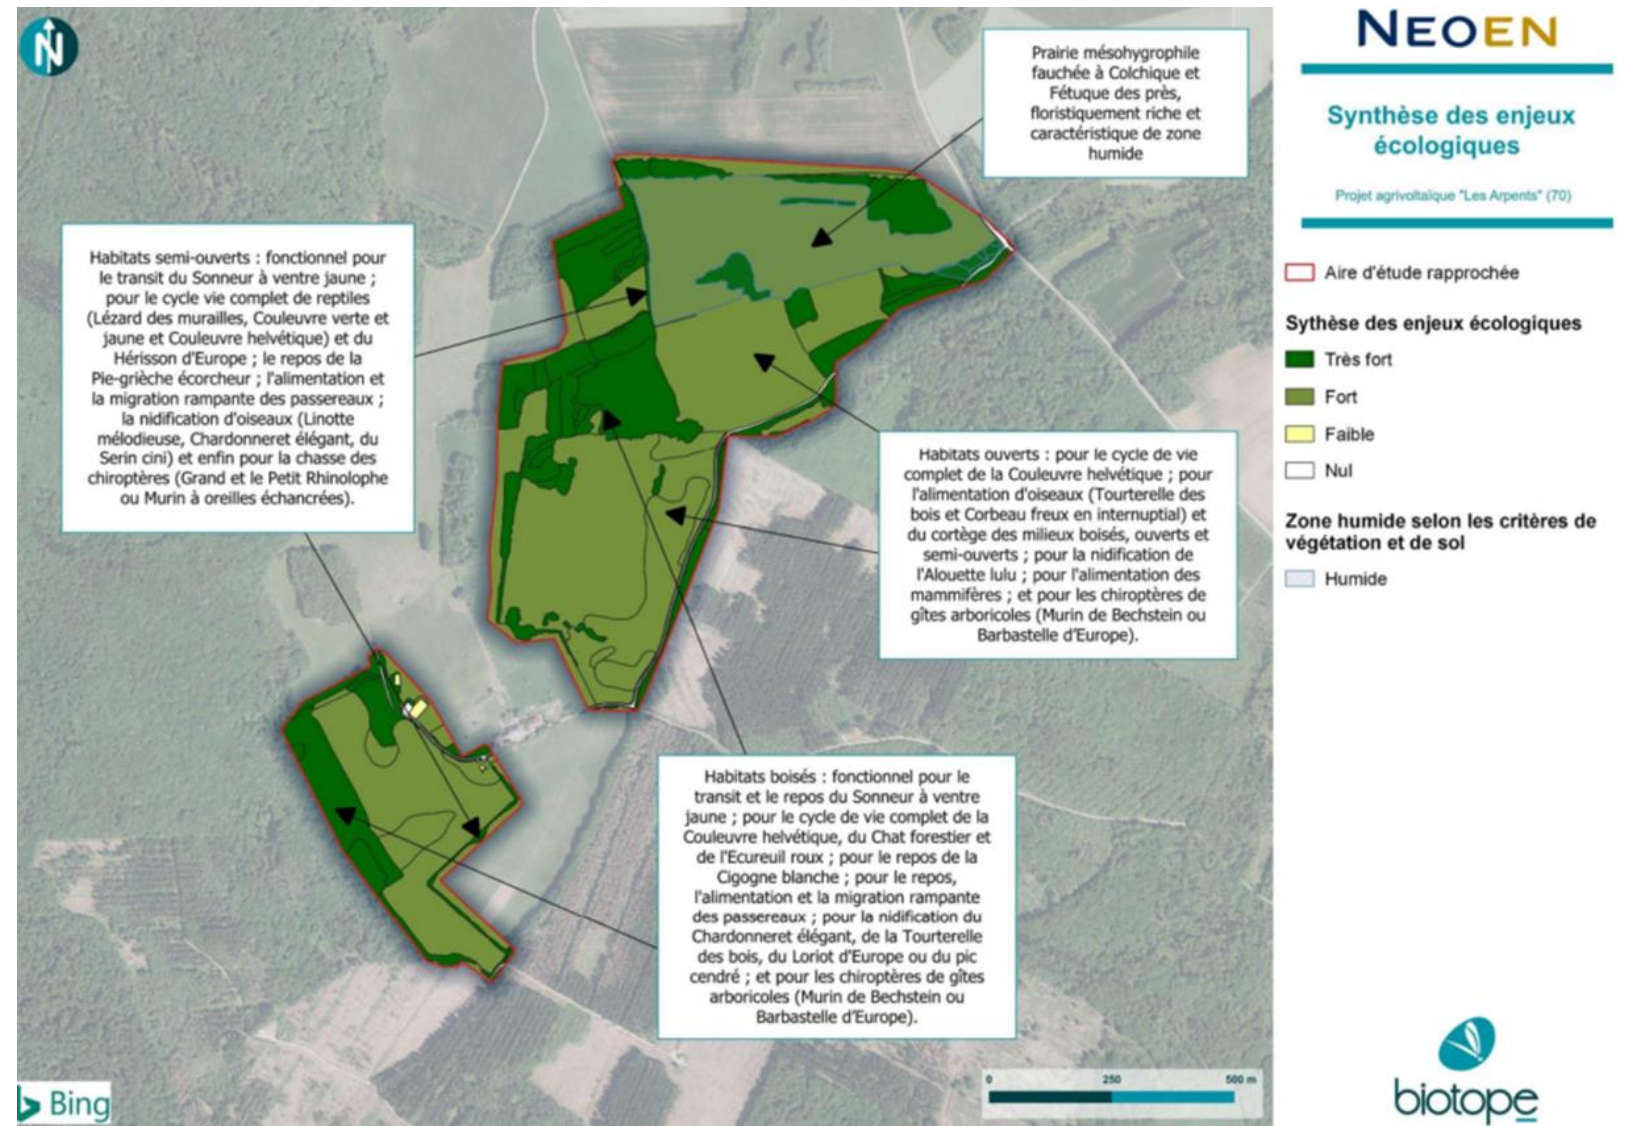 N
Prairie mésohygrophile
fauchée à Colchique et
Fétuque des près,
floristiquement riche et
caractéristique de zone
humide
Habitats semi-ouverts : fonctionnel pour
le transit du Sonneur à ventre jaune ;
pour le cycle vie complet de reptiles
(Lézard des murailles, Couleuvre verte et
jaune et Couleuvre helvétique) et du
Hérisson d'Europe ; le repos de la
Pie-grièche écorcheur ; l'alimentation et
la migration rampante des passereaux ;
la nidification d'oiseaux (Linotte
mélodieuse, Chardonneret élégant, du
Serin cini) et enfin pour la chasse des
chiroptères (Grand et le Petit Rhinolophe
ou Murin à oreilles échancrées).
Habitats ouverts : pour le cycle de vie
complet de la Couleuvre helvétique ; pour
l'alimentation d'oiseaux (Tourterelle des
bois et Corbeau freux en internuptial) et
du cortège des milieux boisés, ouverts et
semi-ouverts ; pour la nidification de
l'Alouette lulu ; pour l'alimentation des
mammifères ; et pour les chiroptères de
gîtes arboricoles (Murin de Bechstein ou
Barbastelle d'Europe).
Habitats boisés : fonctionnel pour le
transit et le repos du Sonneur à ventre
jaune ; pour le cycle de vie complet de la
Couleuvre helvétique, du Chat forestier et
de l'Ecureuil roux ; pour le repos de la
Cigogne blanche ; pour le repos,
l'alimentation et la migration rampante
des passereaux ; pour la nidification du
Chardonneret élégant, de la Tourterelle
des bois, du Loriot d'Europe ou du pic
cendré ; et pour les chiroptères de gîtes
arboricoles (Murin de Bechstein ou
Barbastelle d'Europe).
0 250 500 m
Bing
NEOEN
Synthèse des enjeux
écologiques
Projet agrivoltaïque "Les Arpents" (70)
Aire d'étude rapprochée
Sythèse des enjeux écologiques
Très fort
Fort
Faible
Nul
Zone humide selon les critères de
végétation et de sol
Humide
biotope